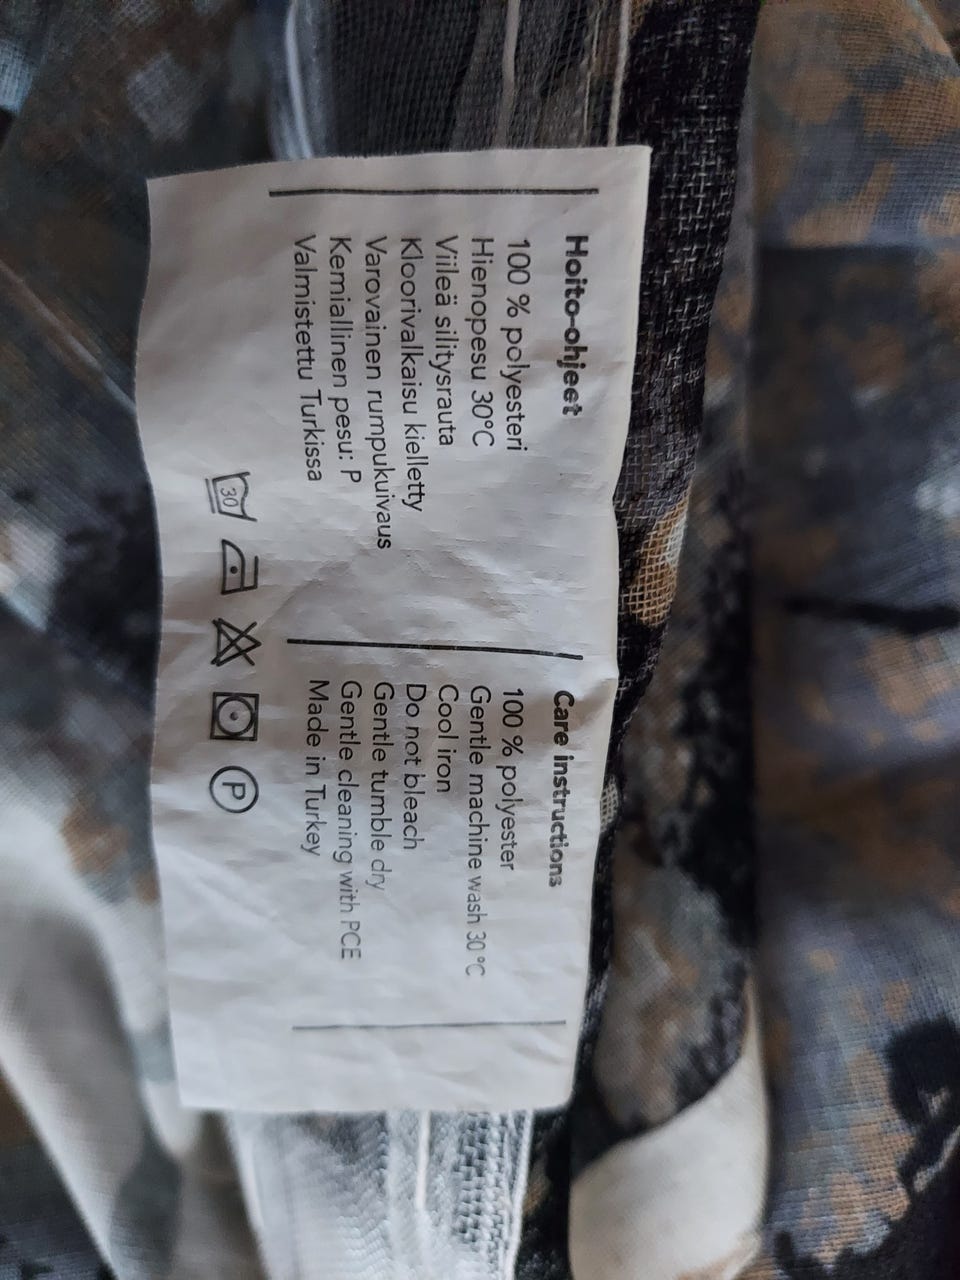 Hoito-ohjeet
100 % polyesteri
Hienopesu 30°C
Viileä silitysrauta
Kloorivalkaisu kielletty
Varovainen rumpukuivaus
Kemiallinen pesu: P
Valmistettu Turkissa
Care instructions
100 % polyester
Gentle machine wash 30 °C
Cool iron
Do not bleach
Gentle tumble dry
Gentle cleaning with PCE
Made in Turkey
30 P